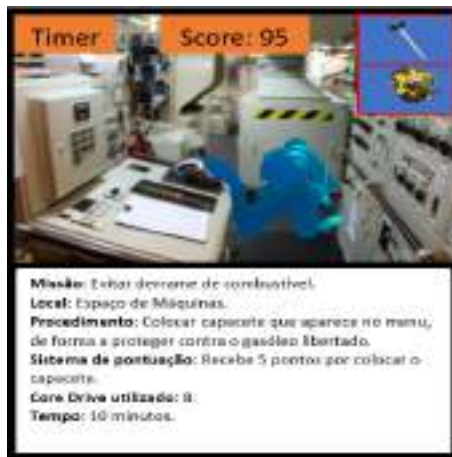 Timer
Score: 95
Missão: Evitar derrame de combustível.
Local: Espaço de Máquinas.
Procedimento: Colocar capacete que aparece no menu,
de forma a proteger contra o gasóleo libertado.
Sistema de pontuação: Recebe 5 pontos por colocar o
capacete.
Core Drive utilizado: 8.
Tempo: 10 minutos.